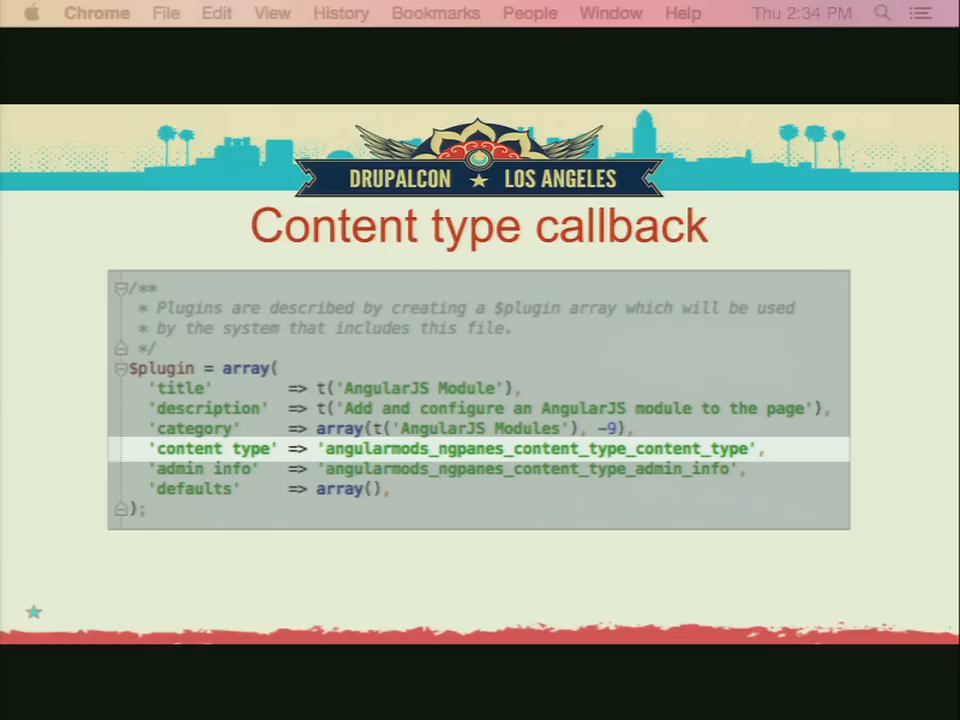 Chrome File Edit View History Bookmarks People Window Help Thu 2:34 PM
DRUPALCON LOS ANGELES
Content type callback
/**
* Plugins are described by creating a $plugin array which will be used
* by the system that includes this file.
*/
$plugin = array(
'title' => t('AngularJS Module'),
'description' => t('Add and configure an AngularJS module to the page'),
'category' => array(t('AngularJS Modules'), -9),
'content type' => 'angularmods_ngpanes_content_type_content_type',
'admin info' => 'angularmods_ngpanes_content_type_admin_info',
'defaults' => array(),
);